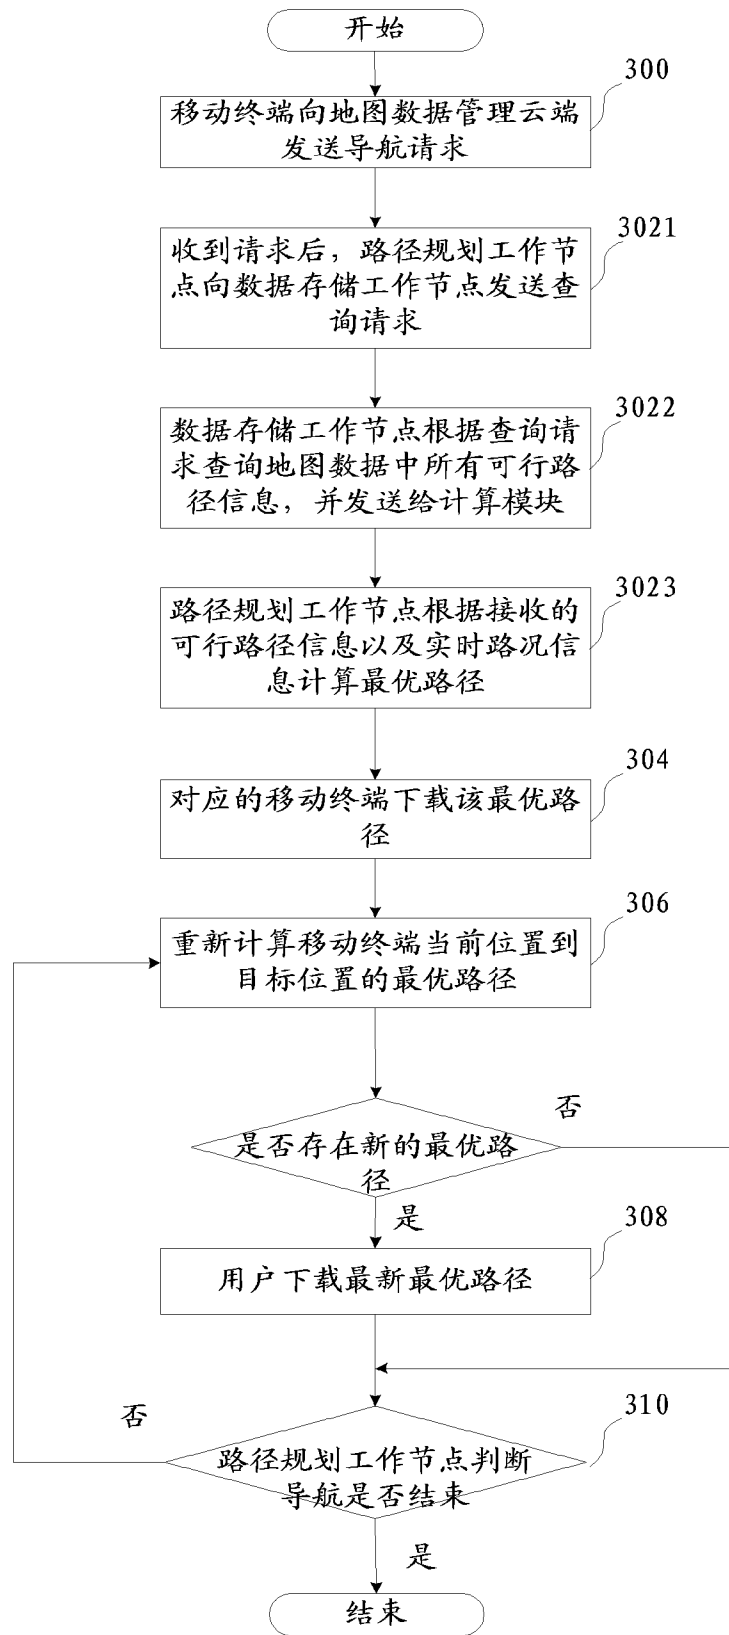 开始
300
移动终端向地图数据管理云端
发送导航请求
3021
收到请求后，路径规划工作节
点向数据存储工作节点发送查
询请求
3022
数据存储工作节点根据查询请
求查询地图数据中所有可行路
径信息，并发送给计算模块
3023
路径规划工作节点根据接收的
可行路径信息以及实时路况信
息计算最优路径
304
对应的移动终端下载该最优路
径
306
重新计算移动终端当前位置到
目标位置的最优路径
否
是否存在新的最优路
径
是
308
用户下载最新最优路径
否
310
路径规划工作节点判断
导航是否结束
是
结束